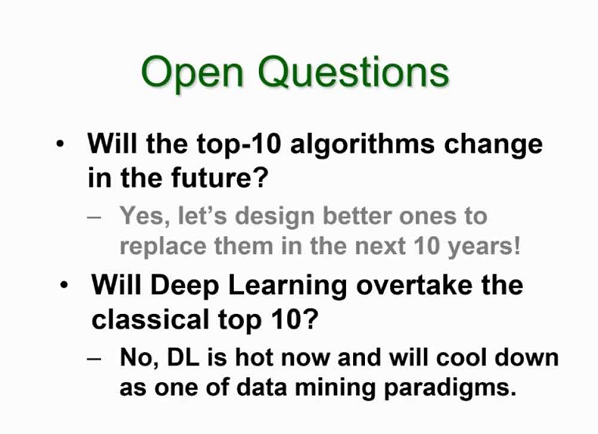 Open Questions
• Will the top-10 algorithms change
in the future?
– Yes, let's design better ones to
replace them in the next 10 years!
• Will Deep Learning overtake the
classical top 10?
– No, DL is hot now and will cool down
as one of data mining paradigms.